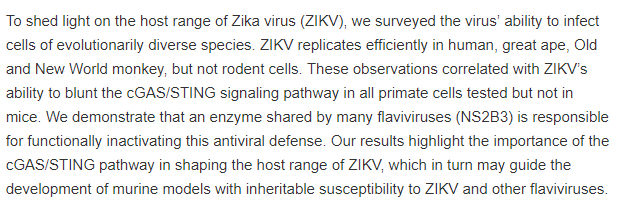 To shed light on the host range of Zika virus (ZIKV), we surveyed the virus' ability to infect
cells of evolutionarily diverse species. ZIKV replicates efficiently in human, great ape, Old
and New World monkey, but not rodent cells. These observations correlated with ZIKV's
ability to blunt the cGAS/STING signaling pathway in all primate cells tested but not in
mice. We demonstrate that an enzyme shared by many flaviviruses (NS2B3) is responsible
for functionally inactivating this antiviral defense. Our results highlight the importance of the
cGAS/STING pathway in shaping the host range of ZIKV, which in turn may guide the
development of murine models with inheritable susceptibility to ZIKV and other flaviviruses.